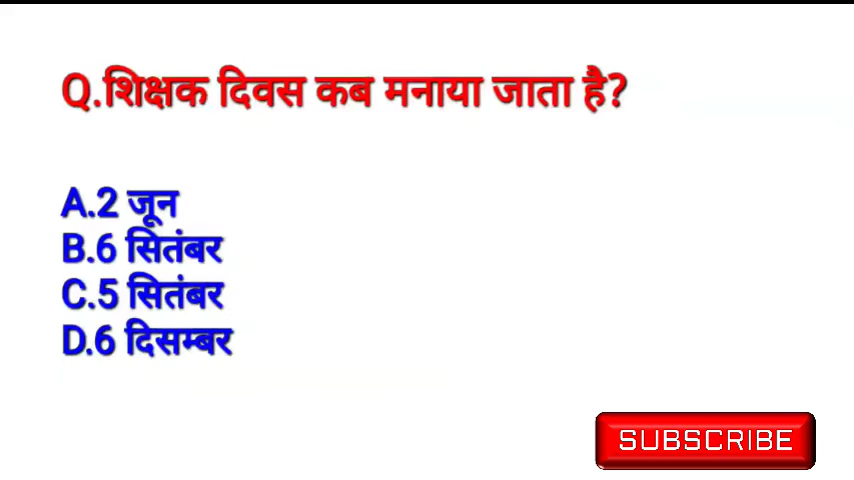 Q.शिक्षक दिवस कब मनाया जाता है?
A.2 जून
B.6 सितंबर
C.5 सितंबर
D.6 दिसम्बर
SUBSCRIBE